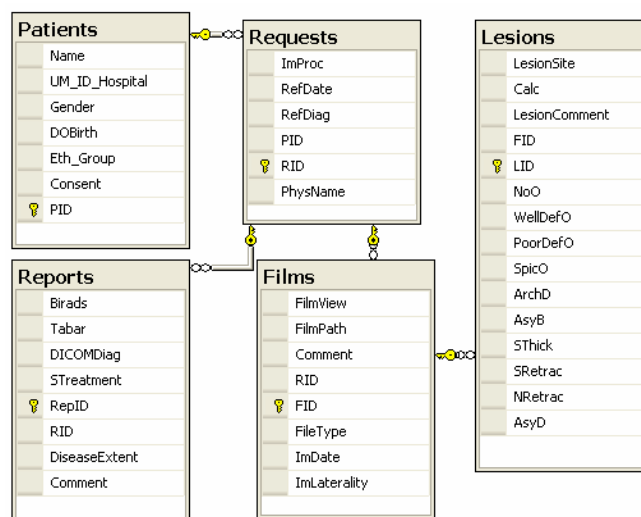 Patients
Name
UM_ID_Hospital
Gender
DOBirth
Eth_Group
Consent
PID
Requests
ImProc
RefDate
RefDiag
PID
RID
PhysName
Lesions
LesionSite
Calc
LesionComment
FID
LID
NoO
WellDefO
PoorDefO
SpicO
ArchD
AsyB
SThick
SRetrac
NRetrac
AsyD
Reports
Birads
Tabar
DICOMDiag
STreatment
RepID
RID
DiseaseExtent
Comment
Films
FilmView
FilmPath
Comment
RID
FID
FileType
ImDate
ImLaterality